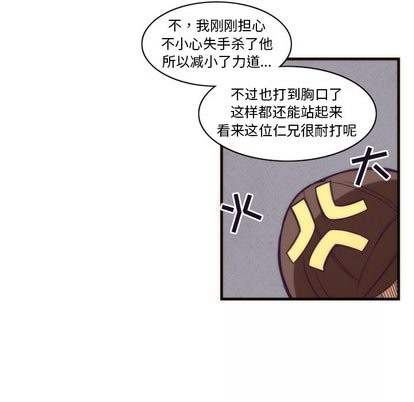 不，我刚刚担心
不小心失手杀了他
所以减小了力道...
不过也打到胸口了
这样都还能站起来
看来这位仁兄很耐打呢